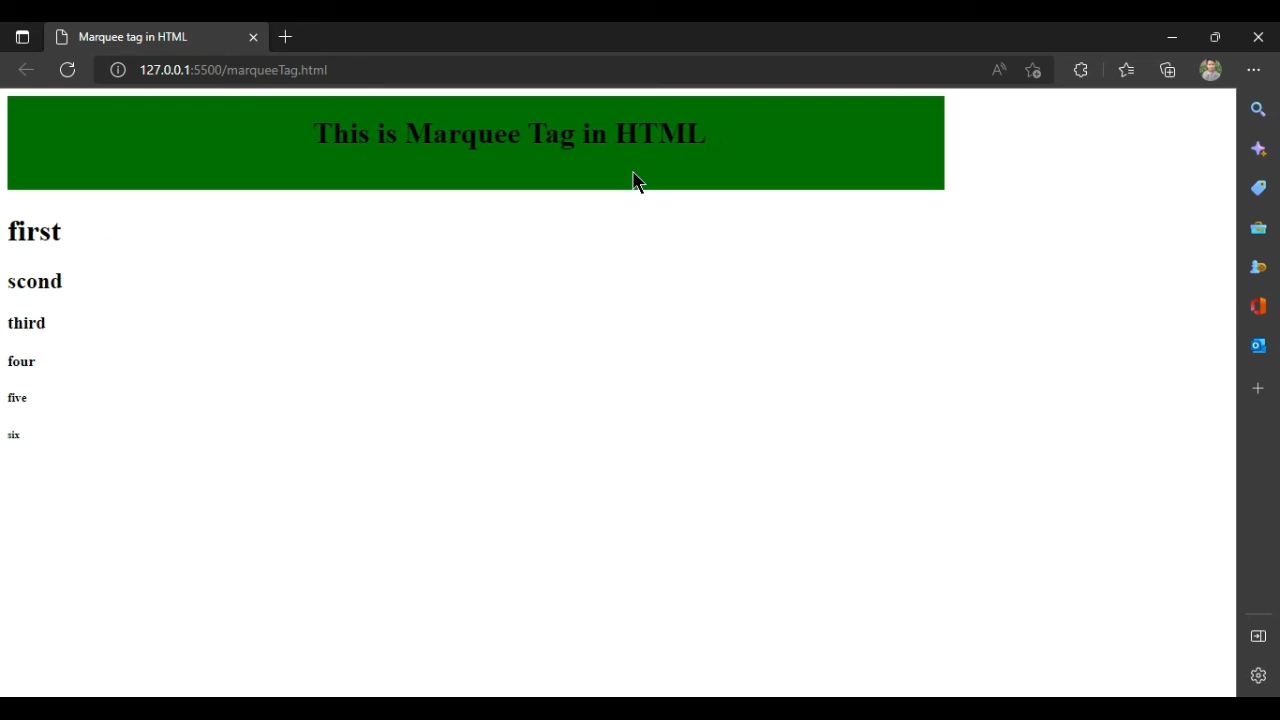 Marquee tag in HTML
127.0.0.1:5500/marqueeTag.html
This is Marquee Tag in HTML
first
scond
third
four
five
six